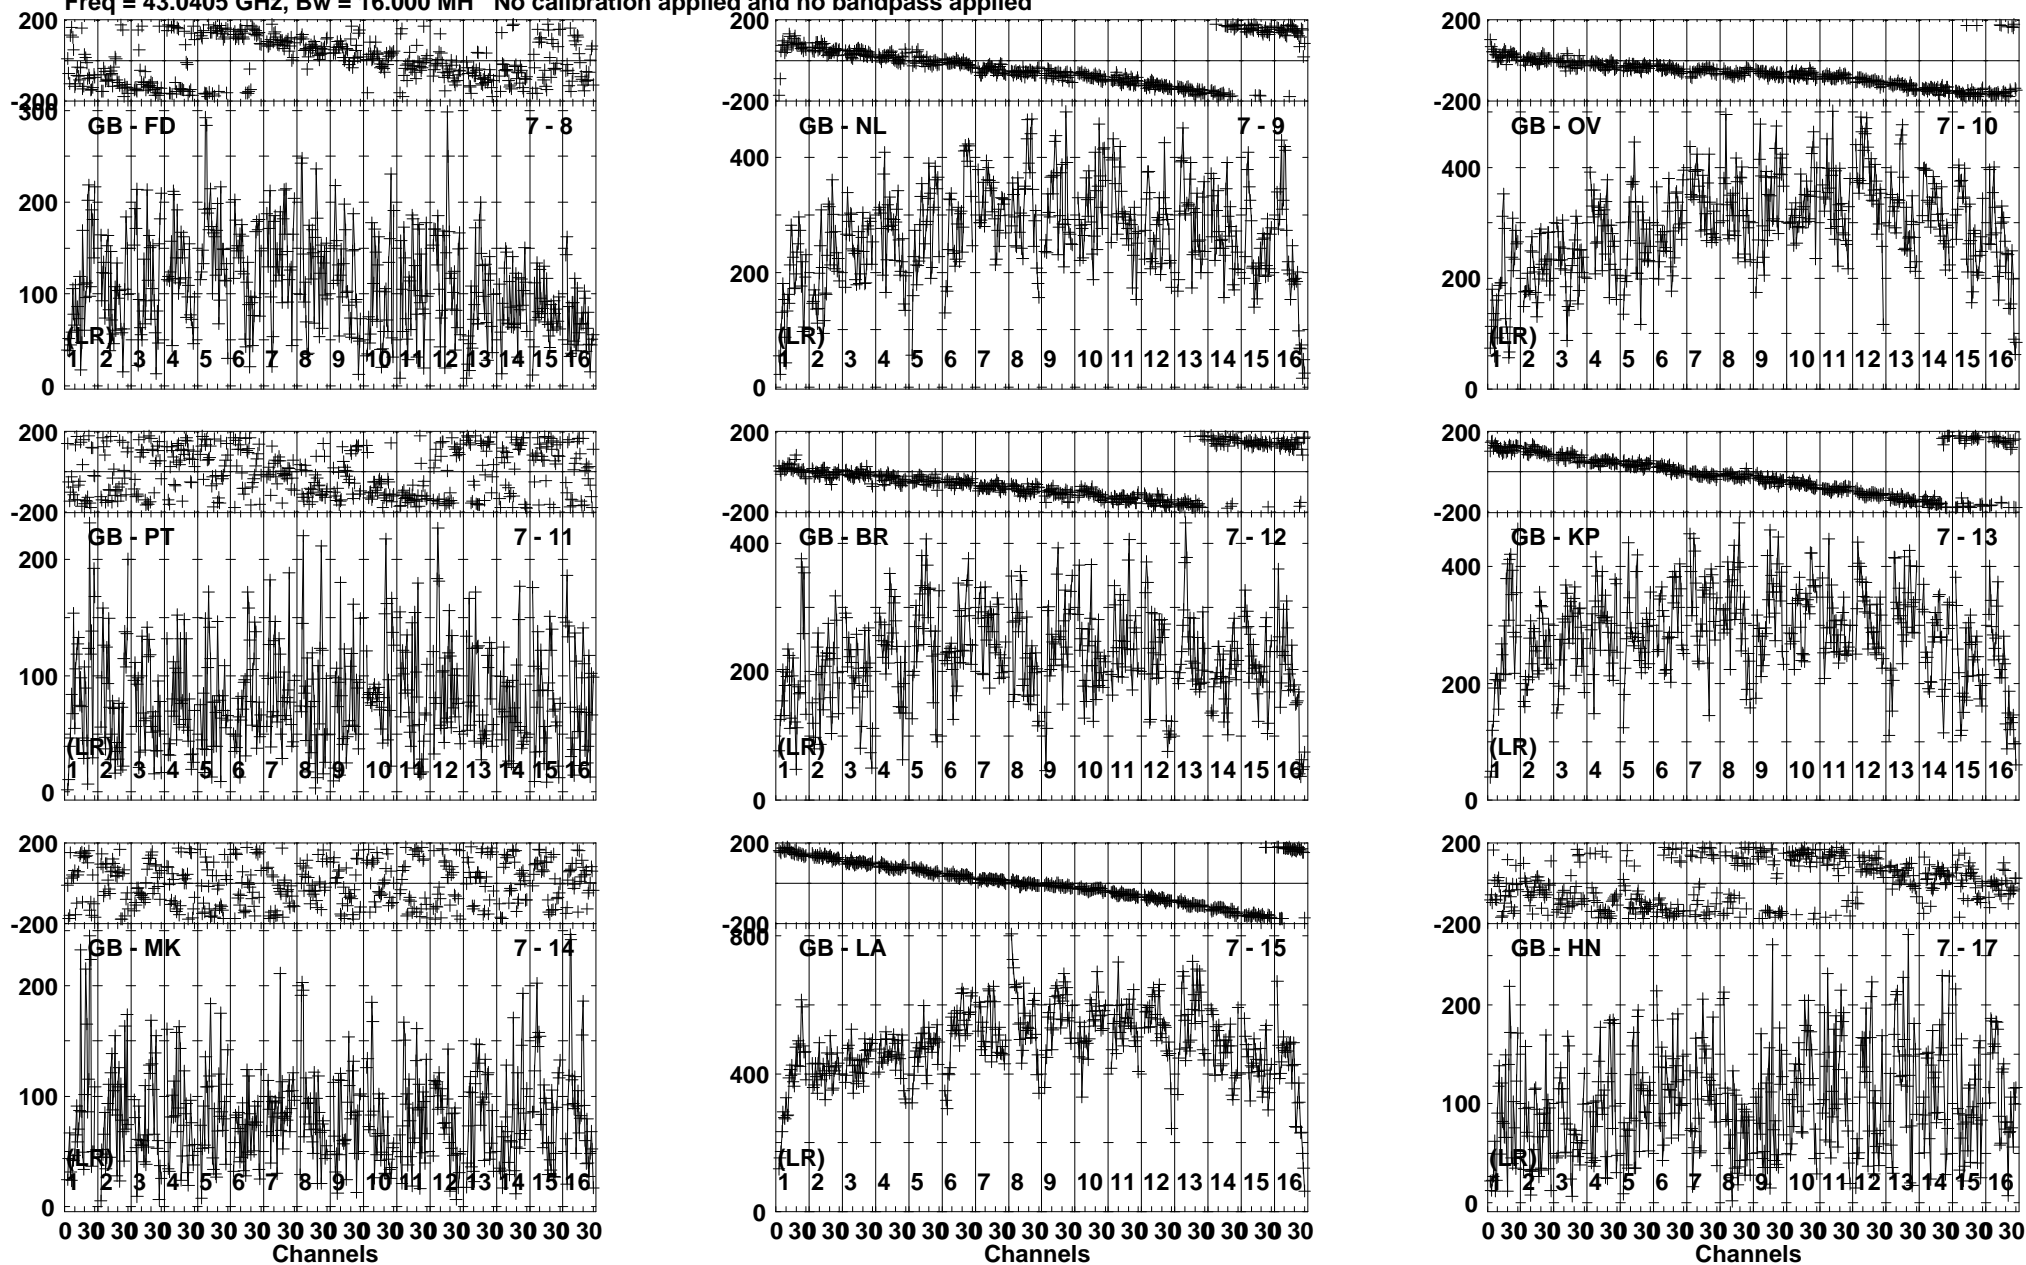 Freq = 43.0405 GHz, Bw = 16.000 MH No calibration applied and no bandpass applied
200
-200
300
GB - FD 7 - 8
200
100
(LR)
1 2 3 4 5 6 7 8 9 10 11 12 13 14 15 16
0
200
-200
GB - NL 7 - 9
400
200
(LR)
1 2 3 4 5 6 7 8 9 10 11 12 13 14 15 16
0
200
-200
GB - OV 7 - 10
400
200
(LR)
1 2 3 4 5 6 7 8 9 10 11 12 13 14 15 16
0
200
-200
GB - PT 7 - 11
200
100
(LR)
1 2 3 4 5 6 7 8 9 10 11 12 13 14 15 16
0
200
-200
GB - BR 7 - 12
400
200
(LR)
1 2 3 4 5 6 7 8 9 10 11 12 13 14 15 16
0
200
-200
GB - KP 7 - 13
400
200
(LR)
1 2 3 4 5 6 7 8 9 10 11 12 13 14 15 16
0
200
-200
GB - MK 7 - 14
200
100
(LR)
1 2 3 4 5 6 7 8 9 10 11 12 13 14 15 16
0
0 30 30 30 30 30 30 30 30 30 30 30 30 30 30 30 30
Channels
200
-200
800
GB - LA 7 - 15
400
(LR)
1 2 3 4 5 6 7 8 9 10 11 12 13 14 15 16
0
0 30 30 30 30 30 30 30 30 30 30 30 30 30 30 30 30
Channels
200
-200
GB - HN 7 - 17
200
100
(LR)
1 2 3 4 5 6 7 8 9 10 11 12 13 14 15 16
0
0 30 30 30 30 30 30 30 30 30 30 30 30 30 30 30 30
Channels